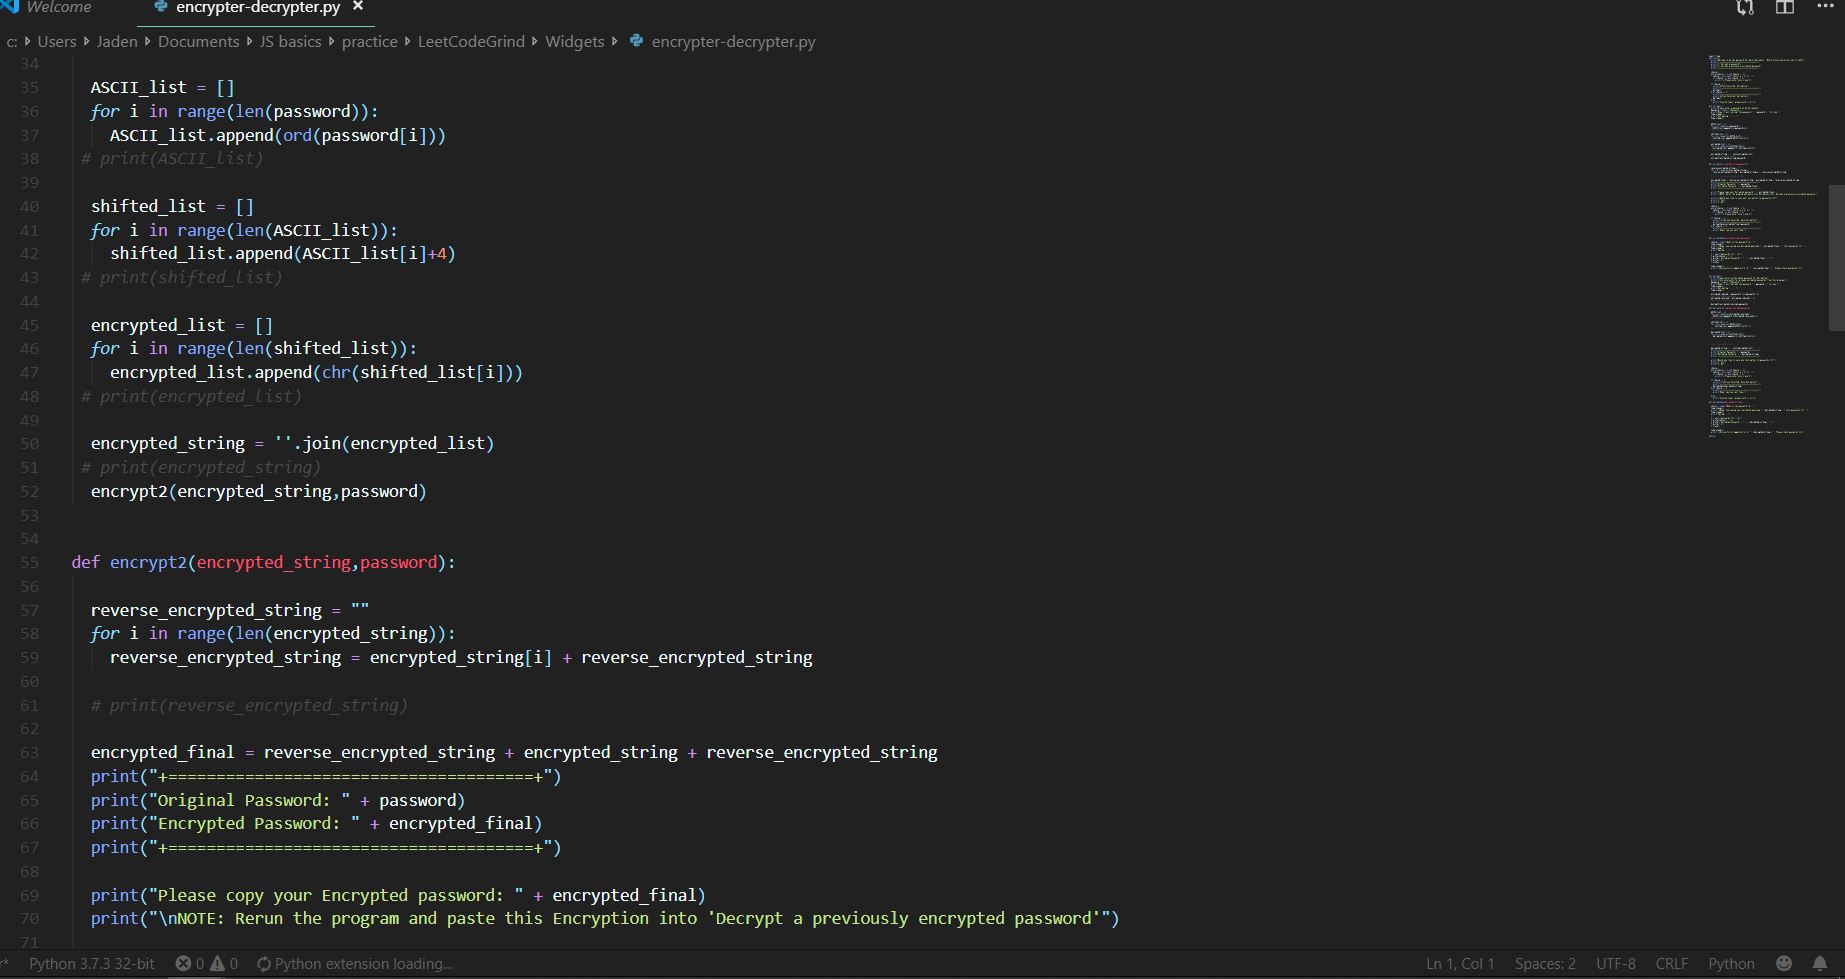 Welcome
encrypter-decrypter.py ×
c: Users Jaden Documents JS basics practice LeetCodeGrind Widgets encrypter-decrypter.py
34
35 ASCII_list = []
36 for i in range(len(password)):
37 ASCII_list.append(ord(password[i]))
38 # print(ASCII_list)
39
40 shifted_list = []
41 for i in range(len(ASCII_list)):
42 shifted_list.append(ASCII_list[i]+4)
43 # print(shifted_list)
44
45 encrypted_list = []
46 for i in range(len(shifted_list)):
47 encrypted_list.append(chr(shifted_list[i]))
48 # print(encrypted_list)
49
50 encrypted_string = ''.join(encrypted_list)
51 # print(encrypted_string)
52 encrypt2(encrypted_string,password)
53
54
55 def encrypt2(encrypted_string,password):
56
57 reverse_encrypted_string = ""
58 for i in range(len(encrypted_string)):
59 reverse_encrypted_string = encrypted_string[i] + reverse_encrypted_string
60
61 # print(reverse_encrypted_string)
62
63 encrypted_final = reverse_encrypted_string + encrypted_string + reverse_encrypted_string
64 print("+======================================+")
65 print("Original Password: " + password)
66 print("Encrypted Password: " + encrypted_final)
67 print("+======================================+")
68
69 print("Please copy your Encrypted password: " + encrypted_final)
70 print("\nNOTE: Rerun the program and paste this Encryption into 'Decrypt a previously encrypted password'")
71
Python 3.7.3 32-bit 0 0 Python extension loading... Ln 1, Col 1 Spaces: 2 UTF-8 CRLF Python